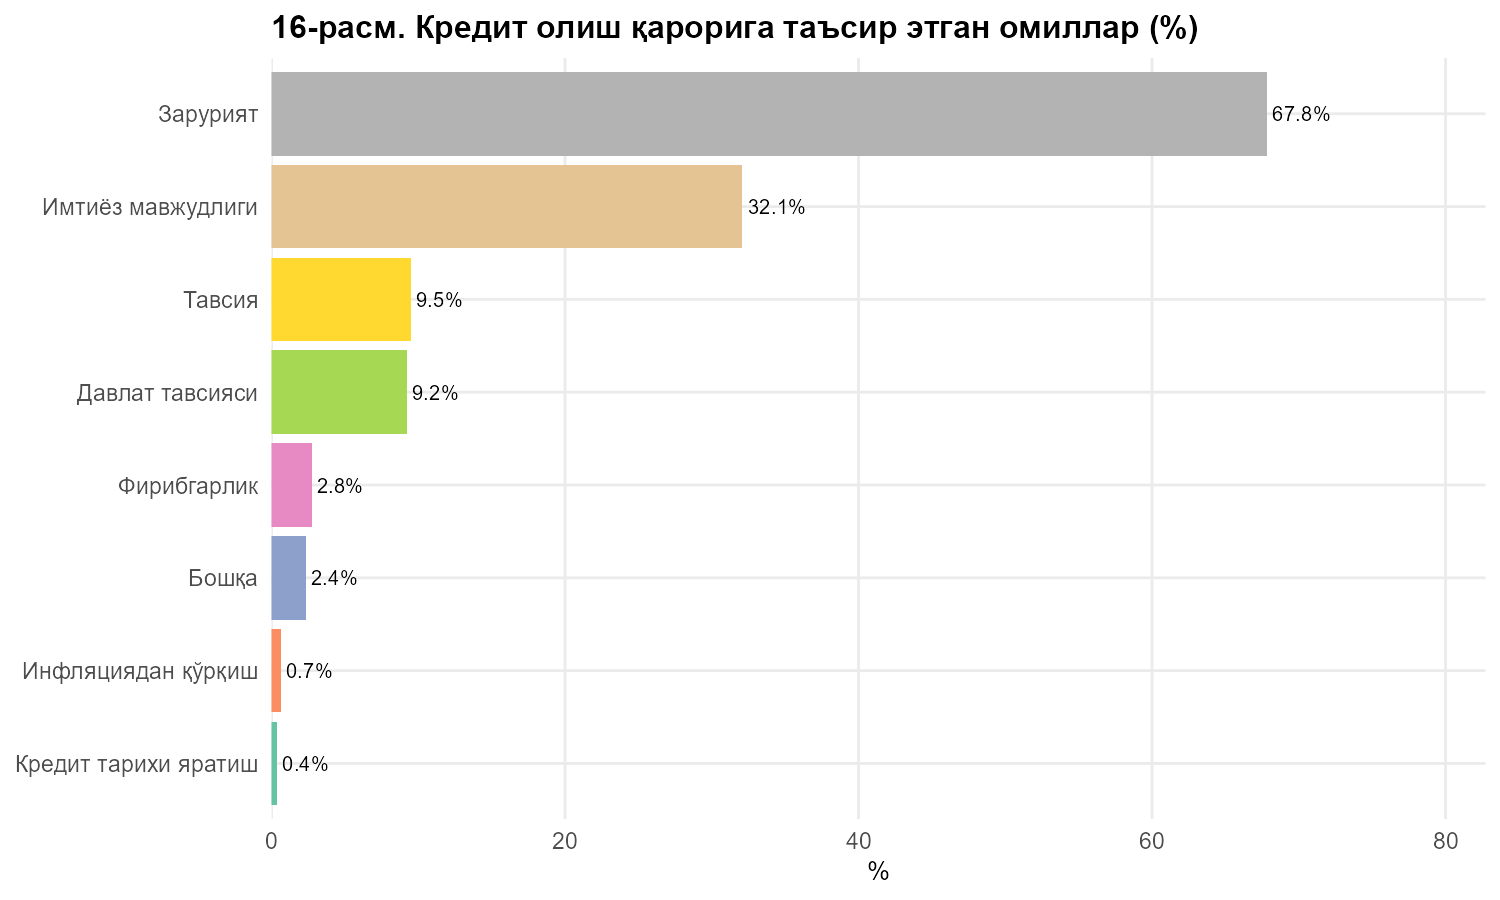 16-расм. Кредит олиш қарорига таъсир этган омиллар (%)
Зарурият
67.8%
Имтиёз мавжудлиги
32.1%
Тавсия
9.5%
Давлат тавсияси
9.2%
Фирибгарлик
2.8%
Бошқа
2.4%
Инфляциядан қўрқиш
0.7%
Кредит тарихи яратиш
0.4%
0 20 40 60 80
%